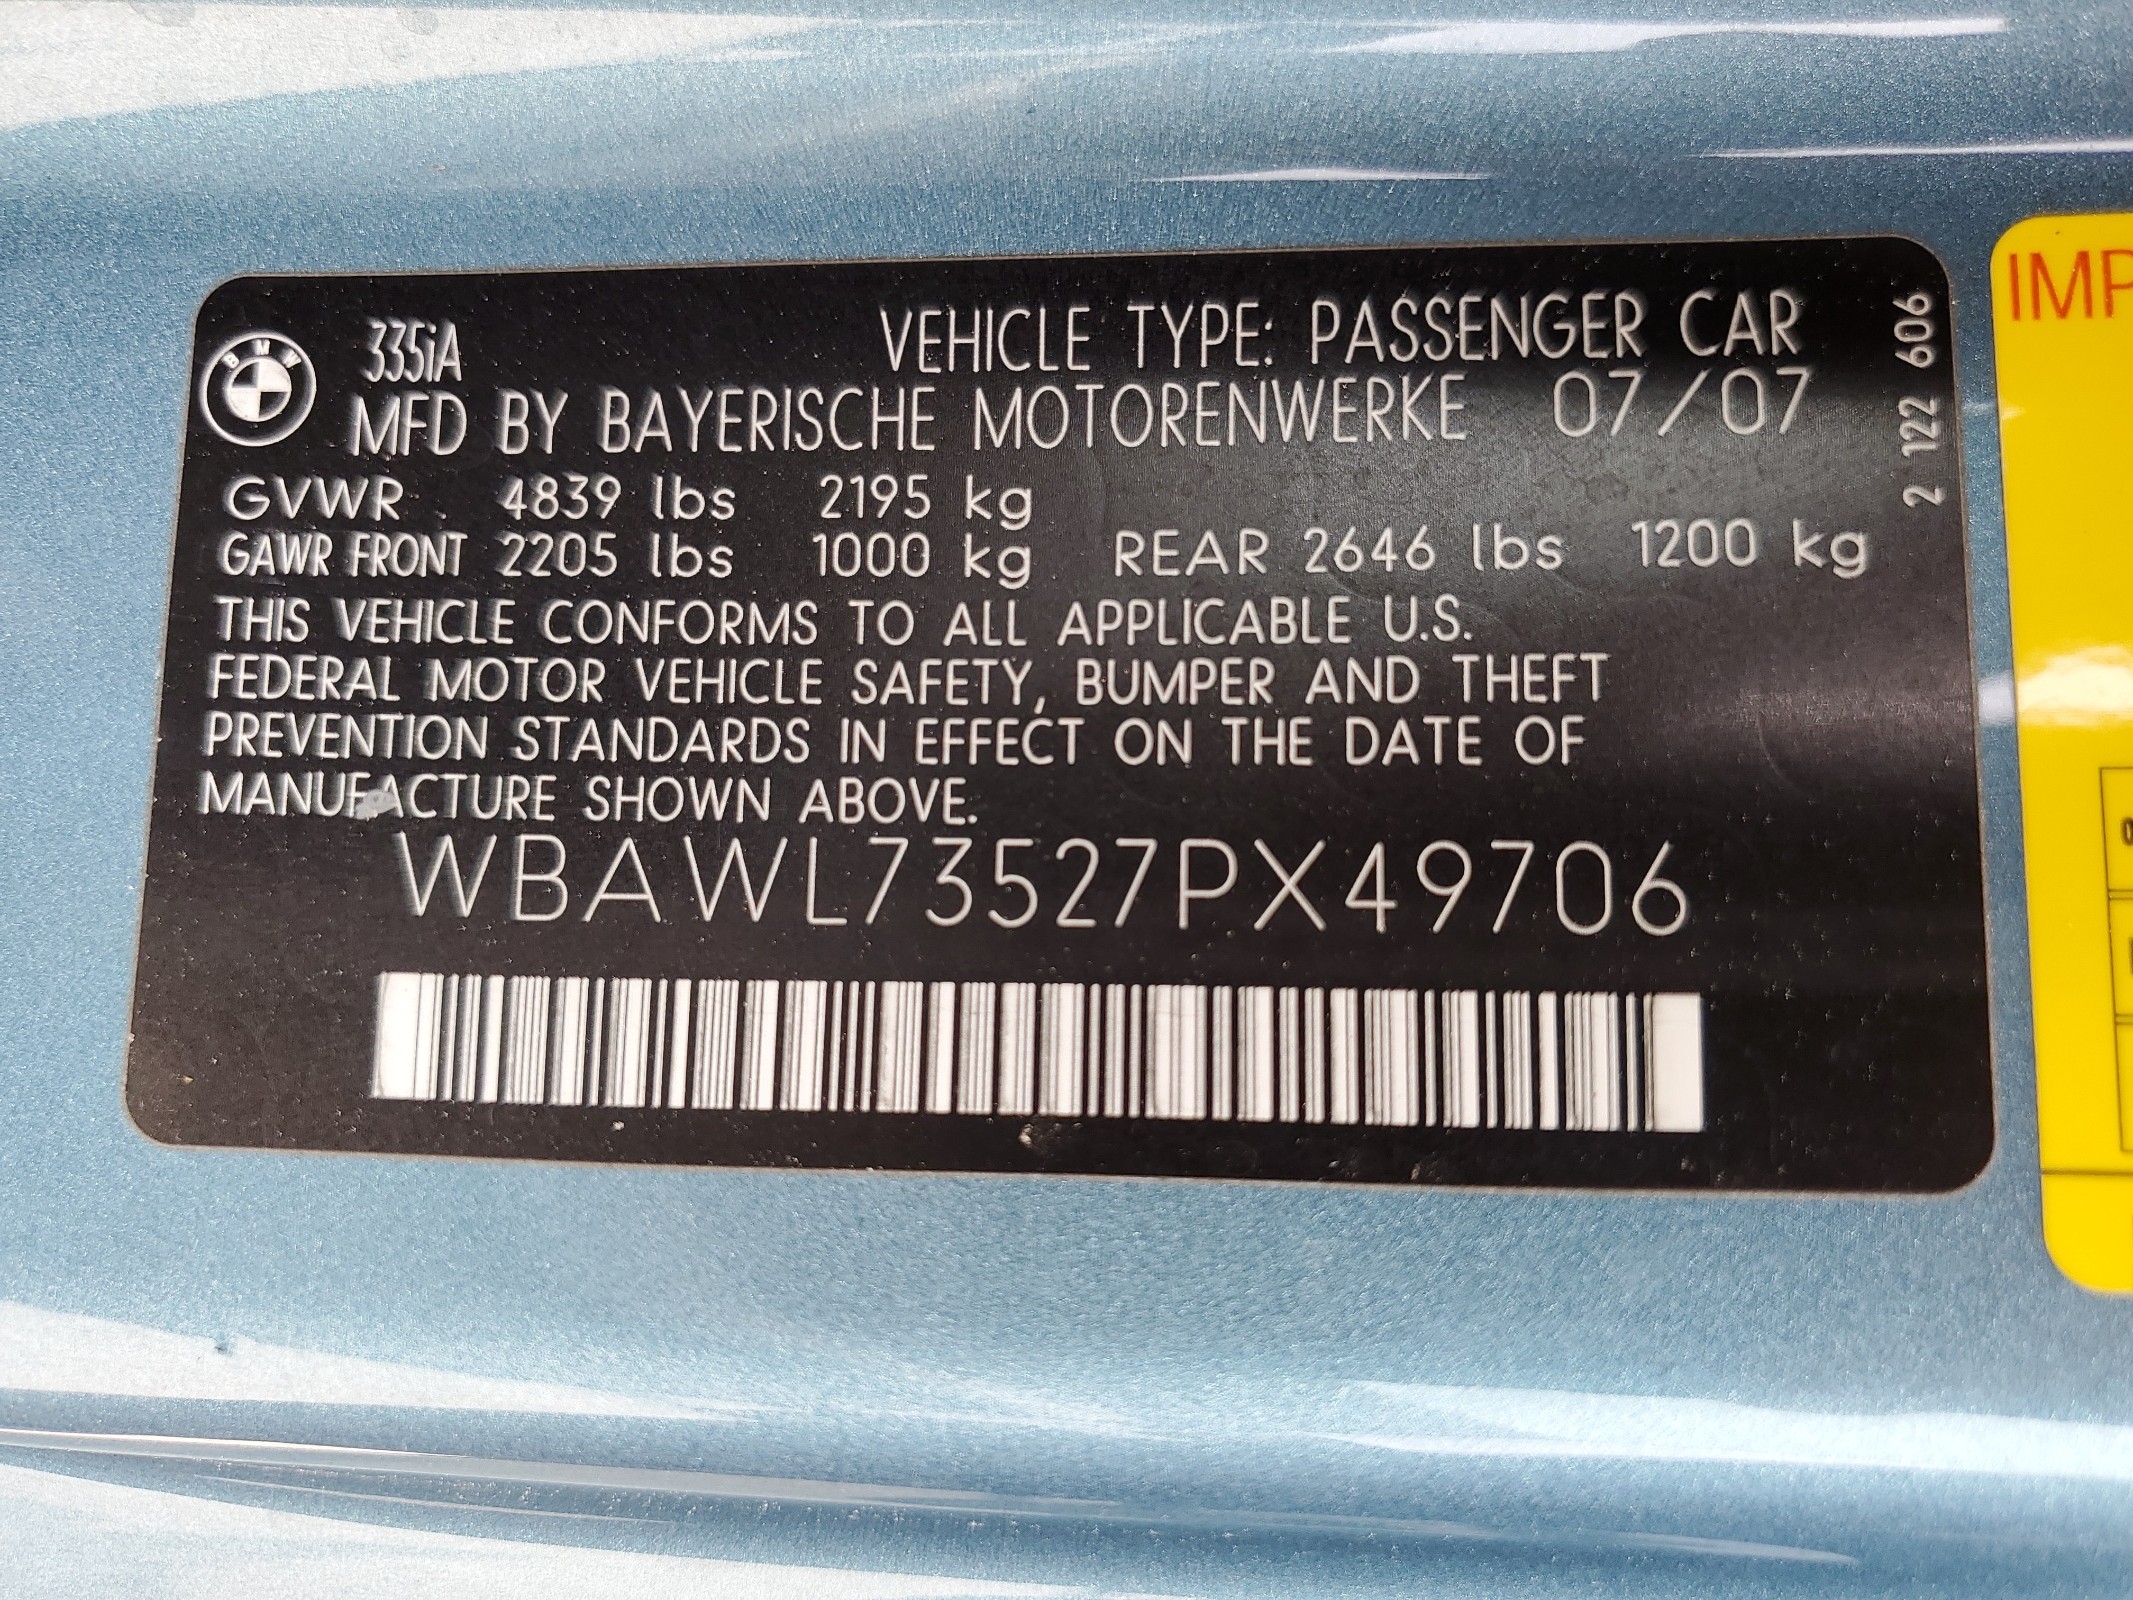 BMW
335iA VEHICLE TYPE: PASSENGER CAR
MFD BY BAYERISCHE MOTORENWERKE 07/07
GVWR 4839 lbs 2195 kg
GAWR FRONT 2205 lbs 1000 kg REAR 2646 lbs 1200 kg
THIS VEHICLE CONFORMS TO ALL APPLICABLE U.S.
FEDERAL MOTOR VEHICLE SAFETY, BUMPER AND THEFT
PREVENTION STANDARDS IN EFFECT ON THE DATE OF
MANUFACTURE SHOWN ABOVE.
WBAWL73527PX49706
2 122 606
IMP